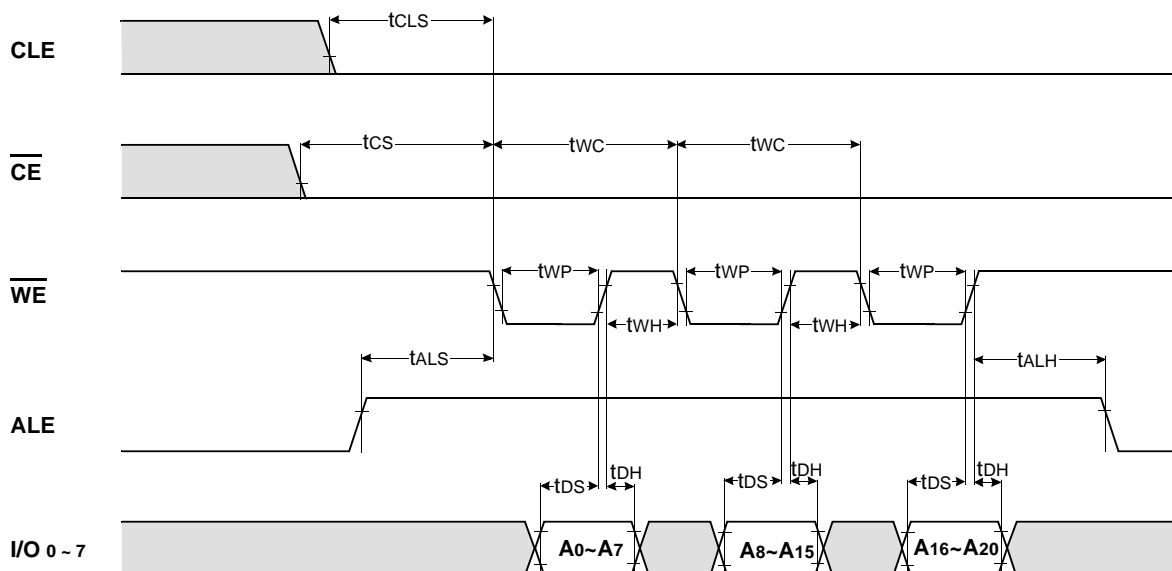 CLE
tCLS
CE
tCS
tWC
tWC
WE
tWP
tWP
tWP
tWH
tWH
tALS
tALH
ALE
tDS
tDH
tDS
tDH
tDS
tDH
I/O 0 ~ 7
A0~A7
A8~A15
A16~A20